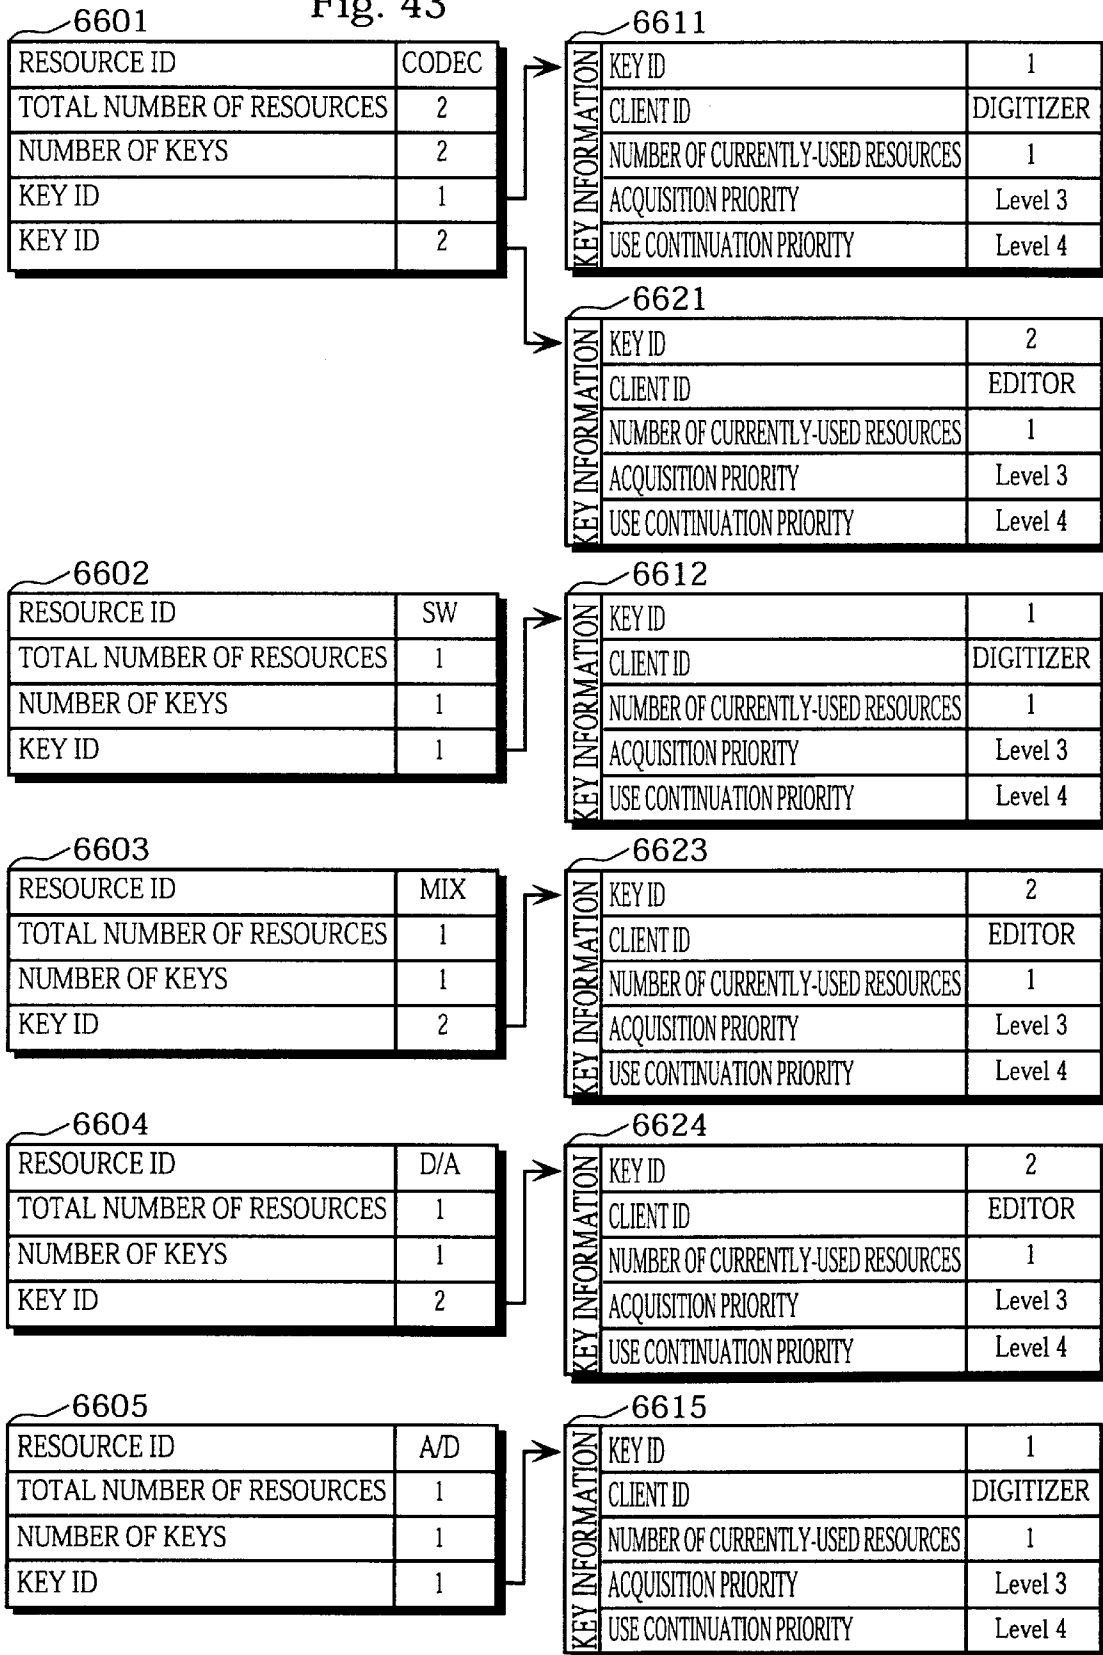 Fig. 43
6601
RESOURCE ID CODEC
TOTAL NUMBER OF RESOURCES 2
NUMBER OF KEYS 2
KEY ID 1
KEY ID 2
6611
KEY INFORMATION
KEY ID 1
CLIENT ID DIGITIZER
NUMBER OF CURRENTLY-USED RESOURCES 1
ACQUISITION PRIORITY Level 3
USE CONTINUATION PRIORITY Level 4
6621
KEY INFORMATION
KEY ID 2
CLIENT ID EDITOR
NUMBER OF CURRENTLY-USED RESOURCES 1
ACQUISITION PRIORITY Level 3
USE CONTINUATION PRIORITY Level 4
6602
RESOURCE ID SW
TOTAL NUMBER OF RESOURCES 1
NUMBER OF KEYS 1
KEY ID 1
6612
KEY INFORMATION
KEY ID 1
CLIENT ID DIGITIZER
NUMBER OF CURRENTLY-USED RESOURCES 1
ACQUISITION PRIORITY Level 3
USE CONTINUATION PRIORITY Level 4
6603
RESOURCE ID MIX
TOTAL NUMBER OF RESOURCES 1
NUMBER OF KEYS 1
KEY ID 2
6623
KEY INFORMATION
KEY ID 2
CLIENT ID EDITOR
NUMBER OF CURRENTLY-USED RESOURCES 1
ACQUISITION PRIORITY Level 3
USE CONTINUATION PRIORITY Level 4
6604
RESOURCE ID D/A
TOTAL NUMBER OF RESOURCES 1
NUMBER OF KEYS 1
KEY ID 2
6624
KEY INFORMATION
KEY ID 2
CLIENT ID EDITOR
NUMBER OF CURRENTLY-USED RESOURCES 1
ACQUISITION PRIORITY Level 3
USE CONTINUATION PRIORITY Level 4
6605
RESOURCE ID A/D
TOTAL NUMBER OF RESOURCES 1
NUMBER OF KEYS 1
KEY ID 1
6615
KEY INFORMATION
KEY ID 1
CLIENT ID DIGITIZER
NUMBER OF CURRENTLY-USED RESOURCES 1
ACQUISITION PRIORITY Level 3
USE CONTINUATION PRIORITY Level 4